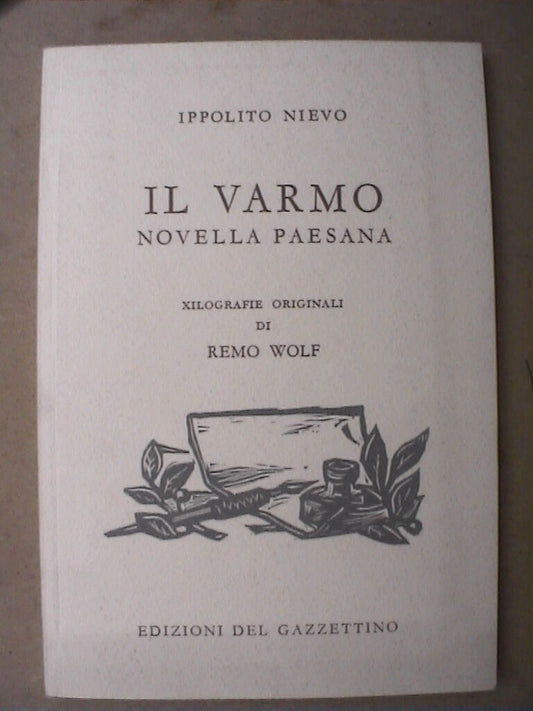 IPPOLITO NIEVO
IL VARMO
NOVELLA PAESANA
XILOGRAFIE ORIGINALI
DI
REMO WOLF
EDIZIONI DEL GAZZETTINO